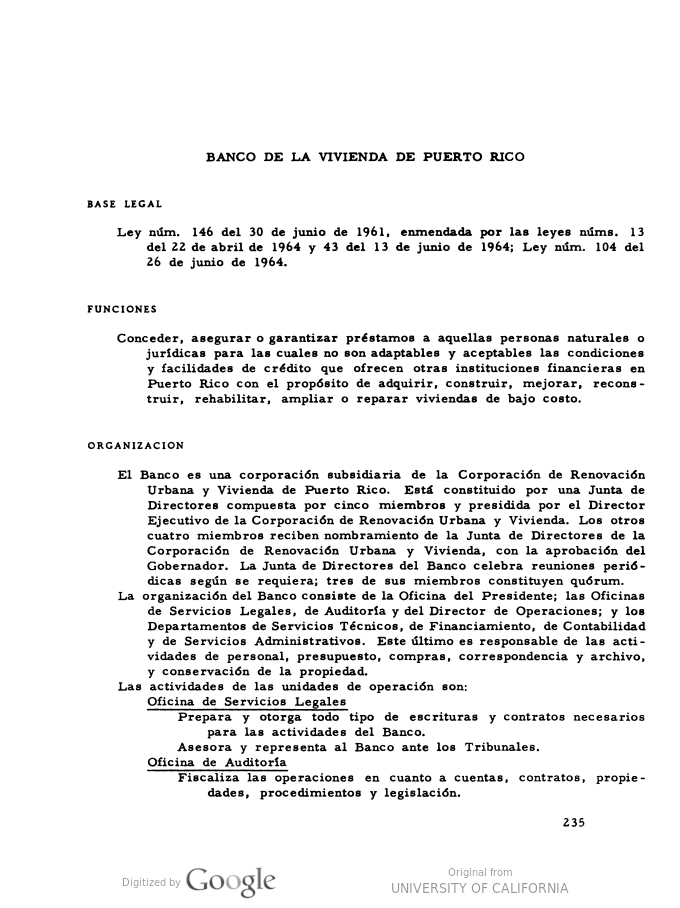 BANCO DE LA VIVIENDA DE PUERTO RICO
BASE LEGAL
Ley núm. 146 del 30 de junio de 1961, enmendada por las leyes núms. 13
del 22 de abril de 1964 y 43 del 13 de junio de 1964; Ley núm. 104 del
26 de junio de 1964.
FUNCIONES
Conceder, asegurar o garantizar préstamos a aquellas personas naturales o
jurídicas para las cuales no son adaptables y aceptables las condiciones
y facilidades de crédito que ofrecen otras instituciones financieras en
Puerto Rico con el propósito de adquirir, construir, mejorar, recons-
truir, rehabilitar, ampliar o reparar viviendas de bajo costo.
ORGANIZACION
El Banco es una corporación subsidiaria de la Corporación de Renovación
Urbana y Vivienda de Puerto Rico. Está constituido por una Junta de
Directores compuesta por cinco miembros y presidida por el Director
Ejecutivo de la Corporación de Renovación Urbana y Vivienda. Los otros
cuatro miembros reciben nombramiento de la Junta de Directores de la
Corporación de Renovación Urbana y Vivienda, con la aprobación del
Gobernador. La Junta de Directores del Banco celebra reuniones perió-
dicas según se requiera; tres de sus miembros constituyen quórum.
La organización del Banco consiste de la Oficina del Presidente; las Oficinas
de Servicios Legales, de Auditoría y del Director de Operaciones; y los
Departamentos de Servicios Técnicos, de Financiamiento, de Contabilidad
y de Servicios Administrativos. Este último es responsable de las acti-
vidades de personal, presupuesto, compras, correspondencia y archivo,
y conservación de la propiedad.
Las actividades de las unidades de operación son:
Oficina de Servicios Legales
Prepara y otorga todo tipo de escrituras y contratos necesarios
para las actividades del Banco.
Asesora y representa al Banco ante los Tribunales.
Oficina de Auditoría
Fiscaliza las operaciones en cuanto a cuentas, contratos, propie-
dades, procedimientos y legislación.
235
Digitized by Google
Original from
UNIVERSITY OF CALIFORNIA